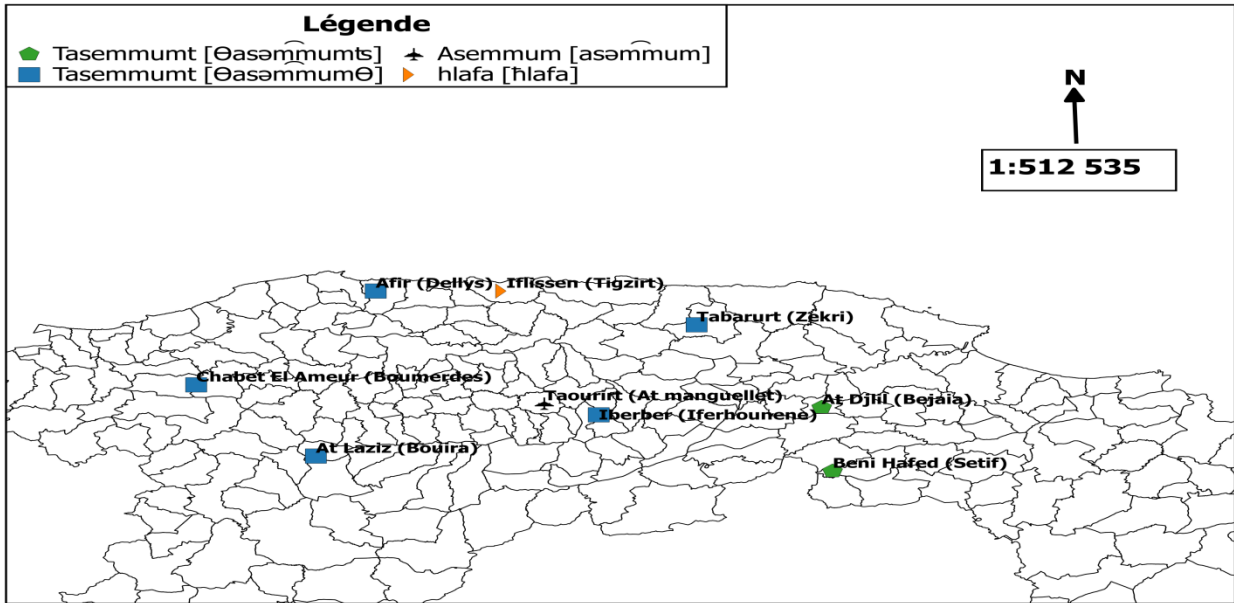 Légende
Tasemmumt [ϴasəm͡mumʦ] Asemmum [asəm͡mum]
Tasemmumt [ϴasəm͡mumϴ] hlafa [ħlafa]
N
1:512 535
Afir (Dellys) Iflissen (Tigzirt)
Tabarurt (Zekri)
Chabet El Ameur (Boumerdes)
Taourirt (At manguellet)
At Djlil (Bejaia)
Iberber (Iferhounene)
At Laziz (Bouira)
Beni Hafed (Setif)